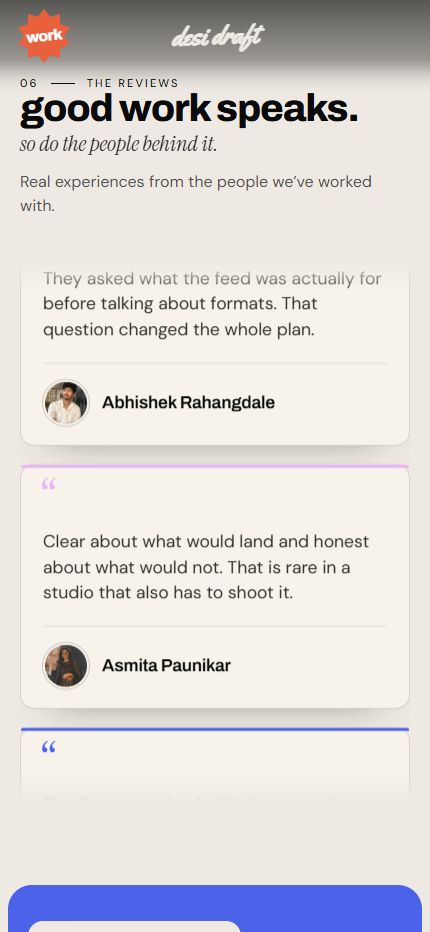 work
desi draft
06 — THE REVIEWS
good work speaks.
so do the people behind it.
Real experiences from the people we’ve worked
with.
They asked what the feed was actually for
before talking about formats. That
question changed the whole plan.
Abhishek Rahangdale
“
Clear about what would land and honest
about what would not. That is rare in a
studio that also has to shoot it.
Asmita Paunikar
“